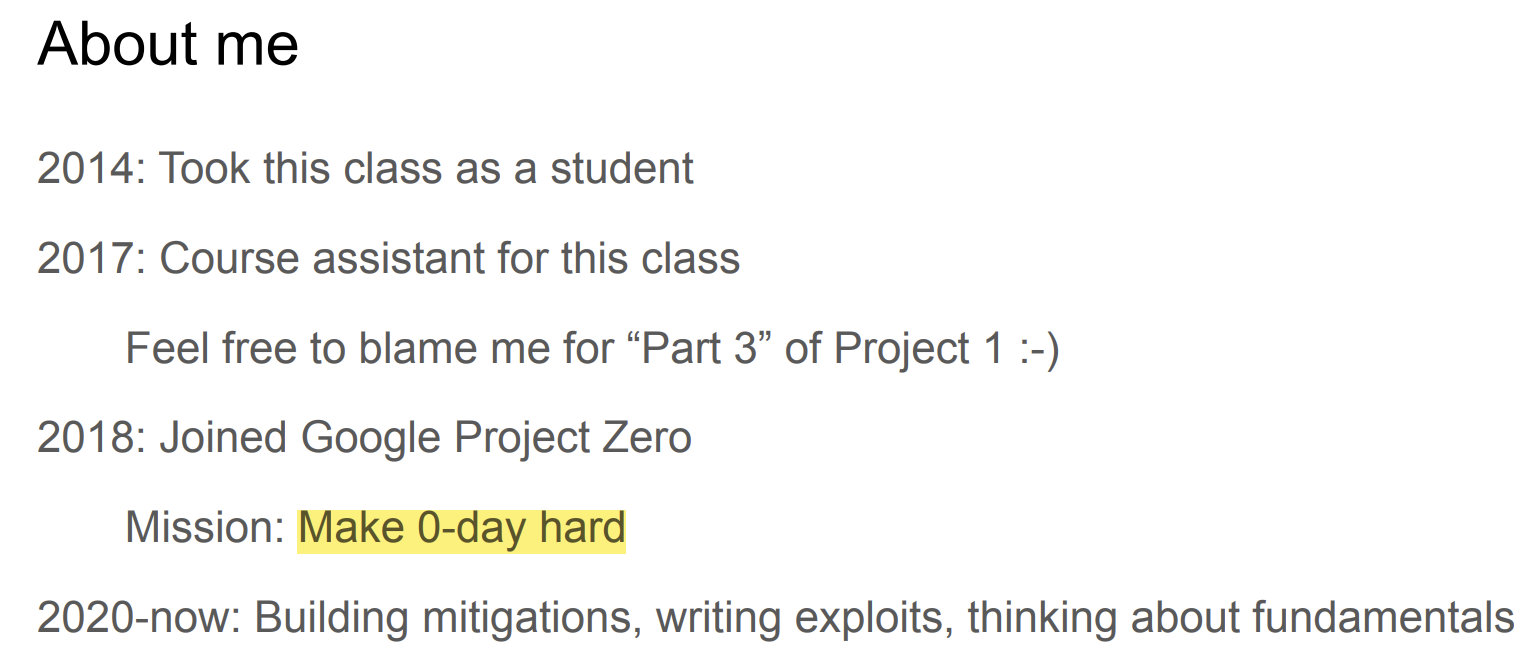 About me
2014: Took this class as a student
2017: Course assistant for this class
Feel free to blame me for “Part 3” of Project 1 :-)
2018: Joined Google Project Zero
Mission: Make 0-day hard
2020-now: Building mitigations, writing exploits, thinking about fundamentals